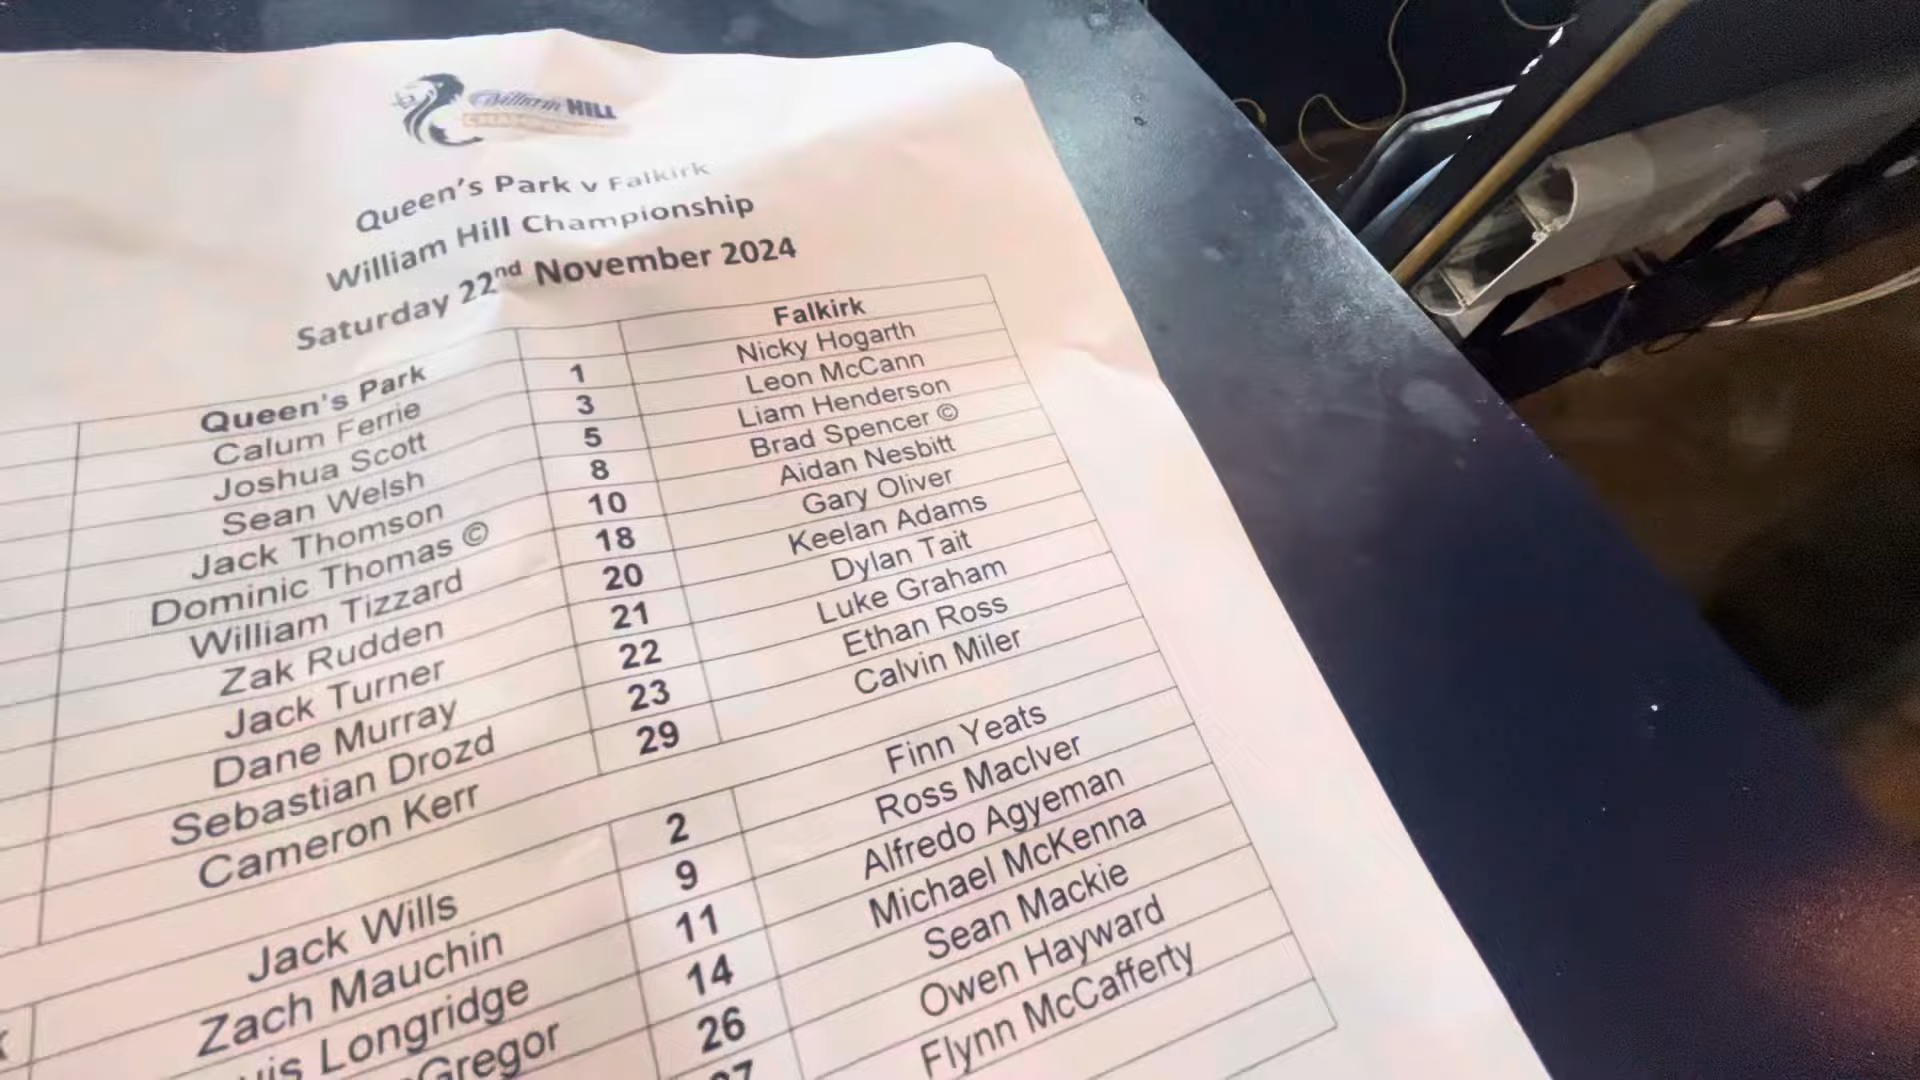 William HILL
Queen's Park v Falkirk
William Hill Championship
Saturday 22nd November 2024
Queen's Park Falkirk
Calum Ferrie 1 Nicky Hogarth
Joshua Scott 3 Leon McCann
Sean Welsh 5 Liam Henderson
Jack Thomson 8 Brad Spencer ©
Dominic Thomas © 10 Aidan Nesbitt
William Tizzard 18 Gary Oliver
Zak Rudden 20 Keelan Adams
Jack Turner 21 Dylan Tait
Dane Murray 22 Luke Graham
Sebastian Drozd 23 Ethan Ross
Cameron Kerr 29 Calvin Miler
Jack Wills 2 Finn Yeats
Zach Mauchin 9 Ross MacIver
Longridge 11 Alfredo Agyeman
Gregor 14 Michael McKenna
26 Sean Mackie
Owen Hayward
Flynn McCafferty